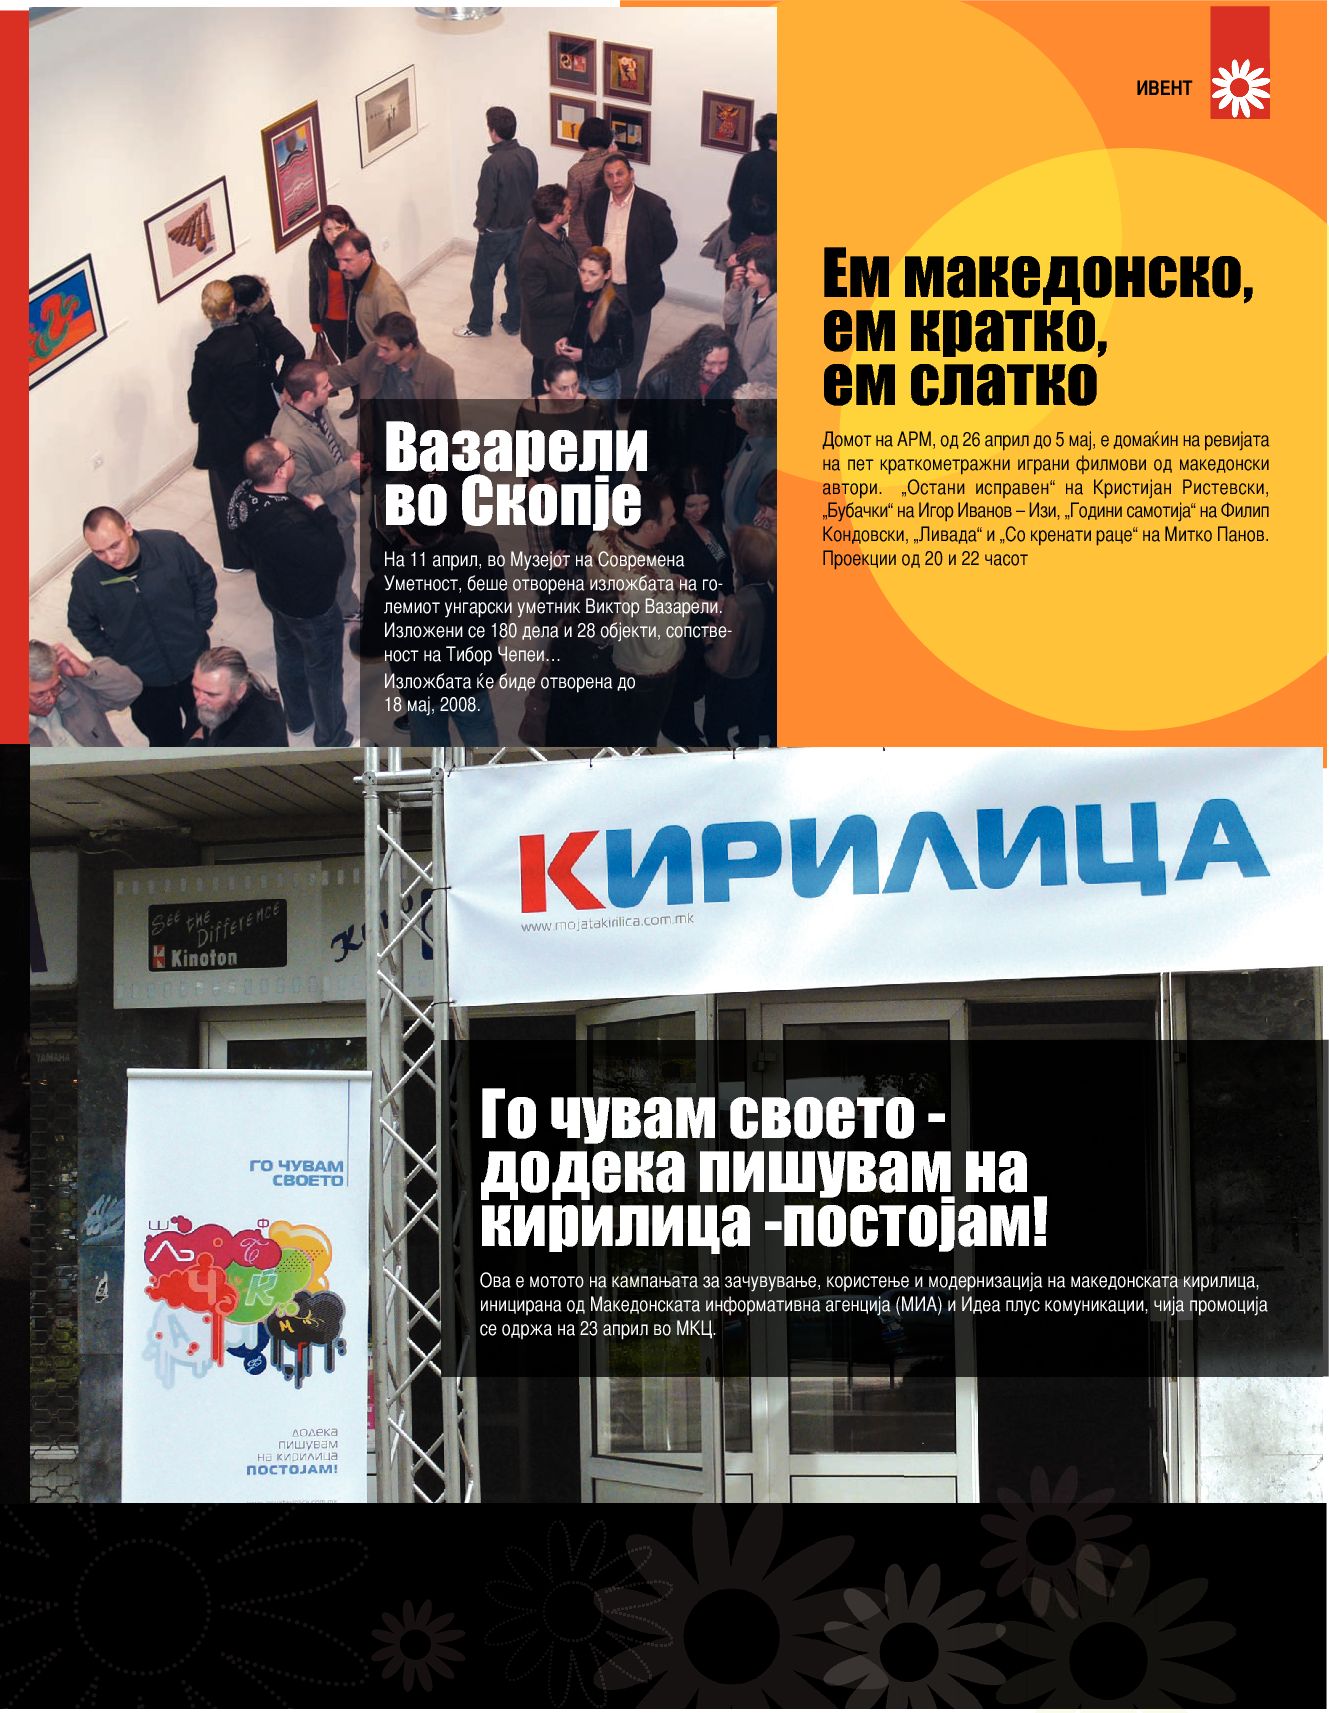 ИВЕНТ
Вазарели
во Скопје
На 11 април, во Музејот на Современа
Уметност, беше отворена изложбата на го-
лемиот унгарски уметник Виктор Вазарели.
Изложени се 180 дела и 28 објекти, сопстве-
ност на Тибор Чепеи…
Изложбата ќе биде отворена до
18 мај, 2008.
Ем македонско,
ем кратко,
ем слатко
Домот на АРМ, од 26 април до 5 мај, е домаќин на ревијата
на пет краткометражни играни филмови од македонски
автори. „Остани исправен“ на Кристијан Ристевски,
„Бубачки“ на Игор Иванов – Изи, „Години самотија“ на Филип
Кондовски, „Ливада“ и „Со кренати раце“ на Митко Панов.
Проекции од 20 и 22 часот
КИРИЛИЦА
www.mojatakirilica.com.mk
See the
Difference
Kinoton
YAMAHA
ГО ЧУВАМ
СВОЕТО
Ш Ф
Љ
Ч К
А М
додека
пишувам
на кирилица
ПОСТОЈАМ!
Го чувам своето -
додека пишувам на
кирилица -постојам!
Ова е мотото на кампањата за зачувување, користење и модернизација на македонската кирилица,
иницирана од Македонската информативна агенција (МИА) и Идеа плус комуникации, чија промоција
се одржа на 23 април во МКЦ.